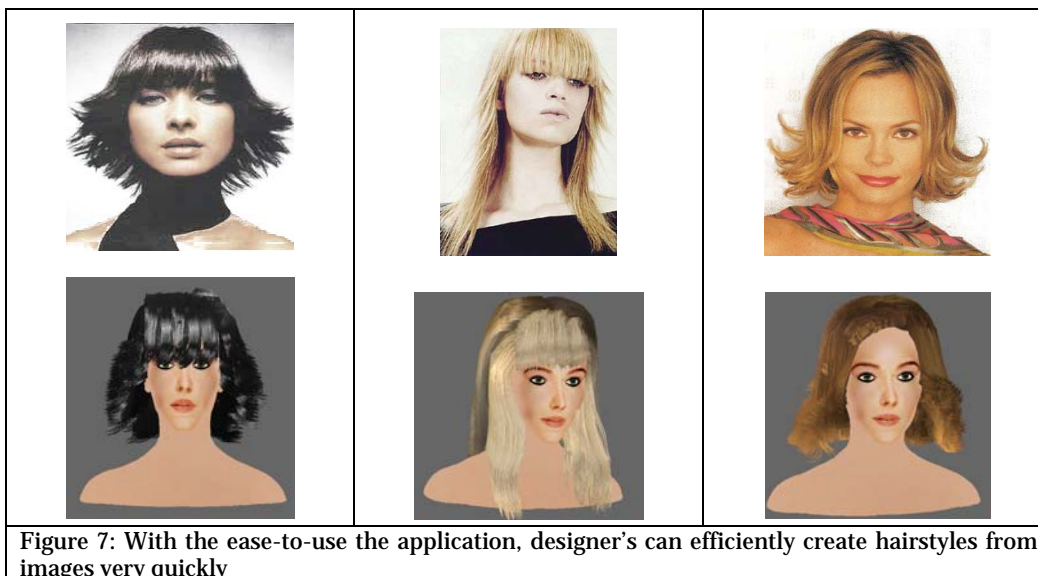 Figure 7: With the ease-to-use the application, designer's can efficiently create hairstyles from
images very quickly